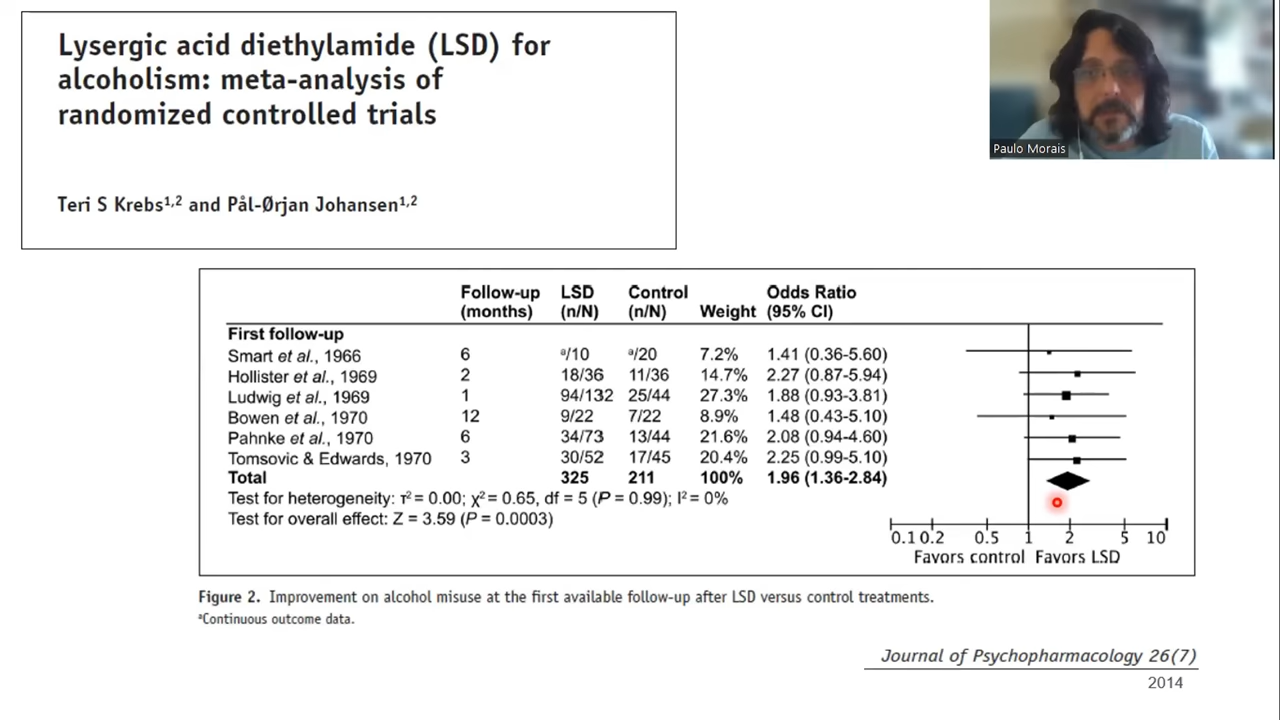 Lysergic acid diethylamide (LSD) for
alcoholism: meta-analysis of
randomized controlled trials
Teri S Krebs1,2 and Pål-Ørjan Johansen1,2
Paulo Morais
Follow-up LSD Control Odds Ratio
(months) (n/N) (n/N) Weight (95% CI)
First follow-up
Smart et al., 1966 6 ª/10 ª/20 7.2% 1.41 (0.36-5.60)
Hollister et al., 1969 2 18/36 11/36 14.7% 2.27 (0.87-5.94)
Ludwig et al., 1969 1 94/132 25/44 27.3% 1.88 (0.93-3.81)
Bowen et al., 1970 12 9/22 7/22 8.9% 1.48 (0.43-5.10)
Pahnke et al., 1970 6 34/73 13/44 21.6% 2.08 (0.94-4.60)
Tomsovic & Edwards, 1970 3 30/52 17/45 20.4% 2.25 (0.99-5.10)
Total 325 211 100% 1.96 (1.36-2.84)
Test for heterogeneity: τ² = 0.00; χ² = 0.65, df = 5 (P = 0.99); I² = 0%
Test for overall effect: Z = 3.59 (P = 0.0003)
0.1 0.2 0.5 1 2 5 10
Favors control Favors LSD
Figure 2. Improvement on alcohol misuse at the first available follow-up after LSD versus control treatments.
ªContinuous outcome data.
Journal of Psychopharmacology 26(7)
2014